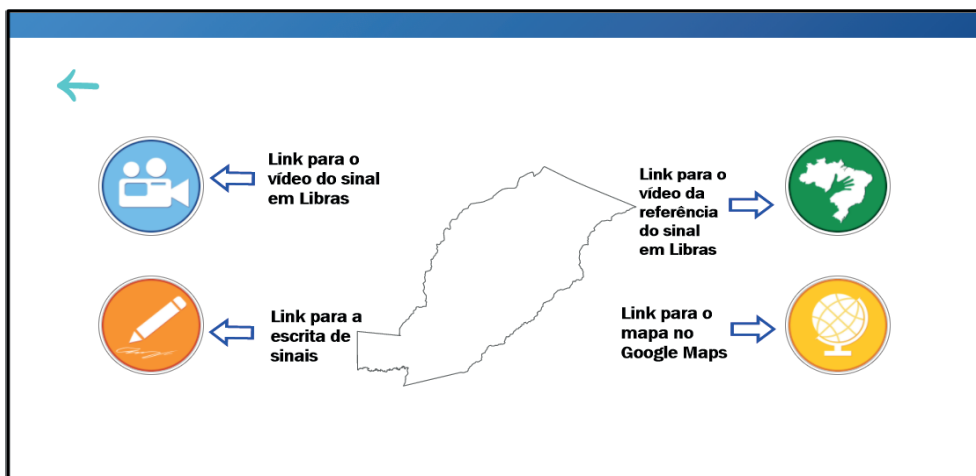 Link para o
vídeo do sinal
em Libras
Link para o
vídeo da
referência
do sinal
em Libras
Link para a
escrita de
sinais
Link para o
mapa no
Google Maps